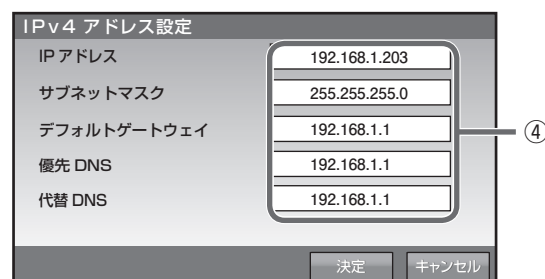 IPv4 アドレス設定
IP アドレス 192.168.1.203
サブネットマスク 255.255.255.0
デフォルトゲートウェイ 192.168.1.1
優先 DNS 192.168.1.1
代替 DNS 192.168.1.1
④
決定 キャンセル